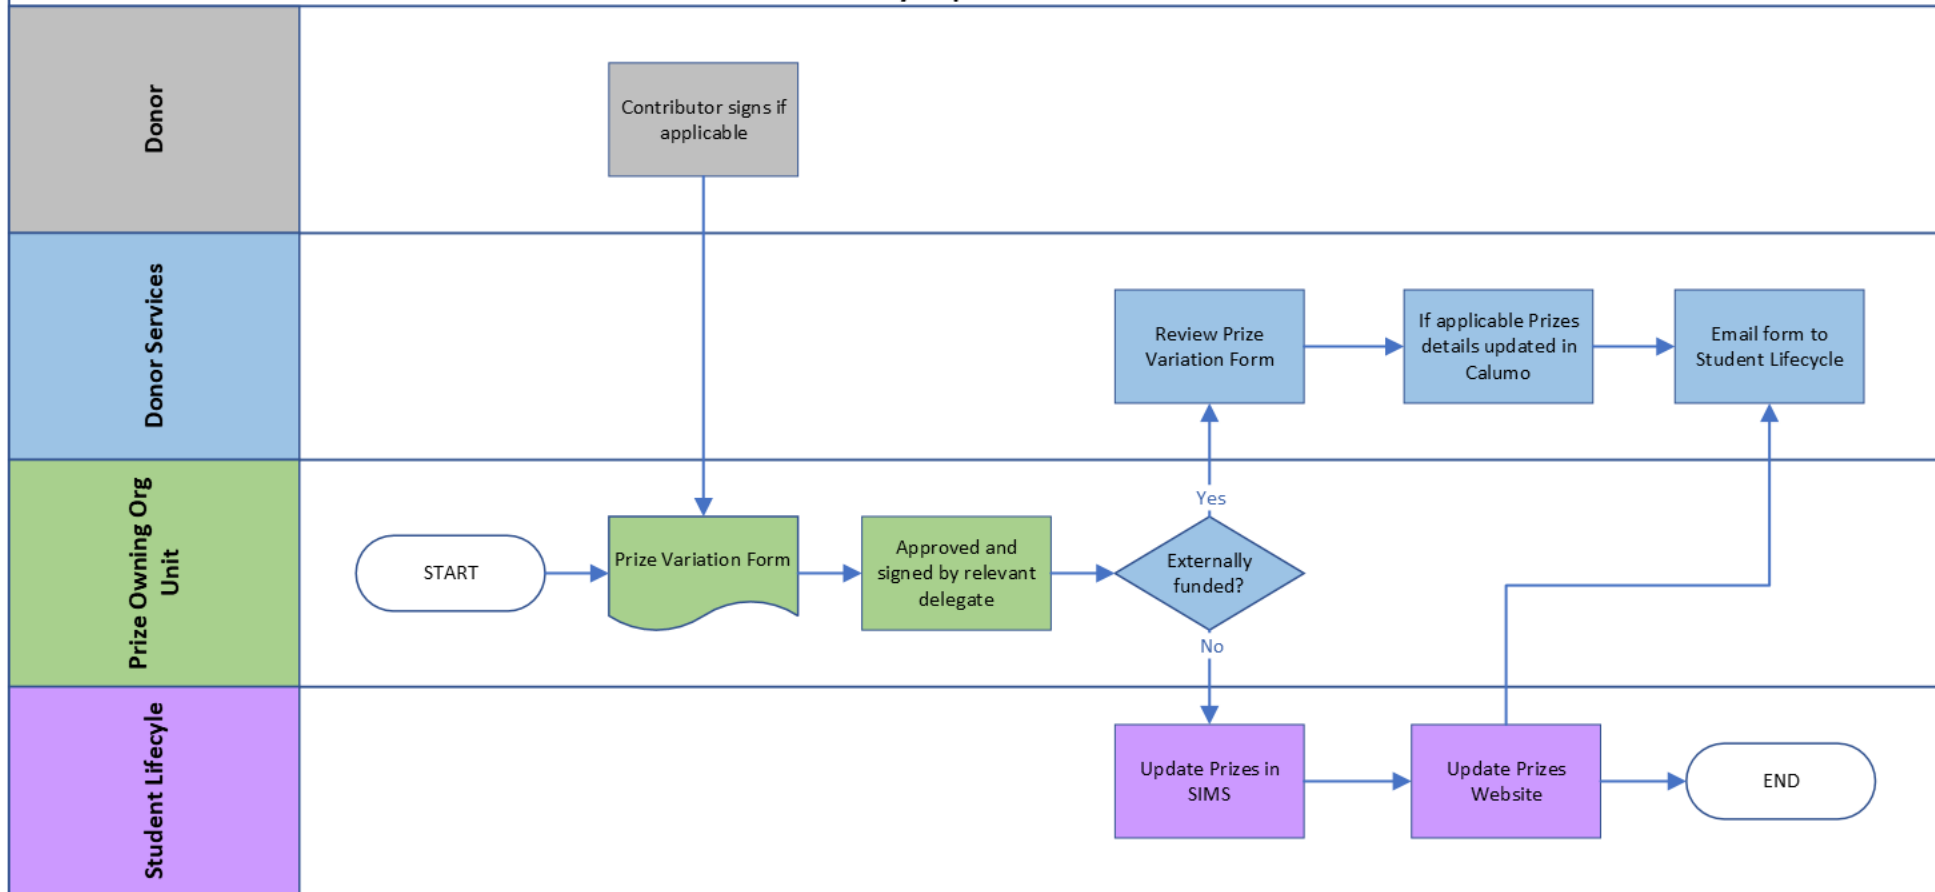 Donor
Contributor signs if
applicable
Donor Services
Review Prize
Variation Form
If applicable Prizes
details updated in
Calumo
Email form to
Student Lifecycle
Prize Owning Org
Unit
START
Prize Variation Form
Approved and
signed by relevant
delegate
Externally
funded?
Yes
No
Student Lifecyle
Update Prizes in
SIMS
Update Prizes
Website
END